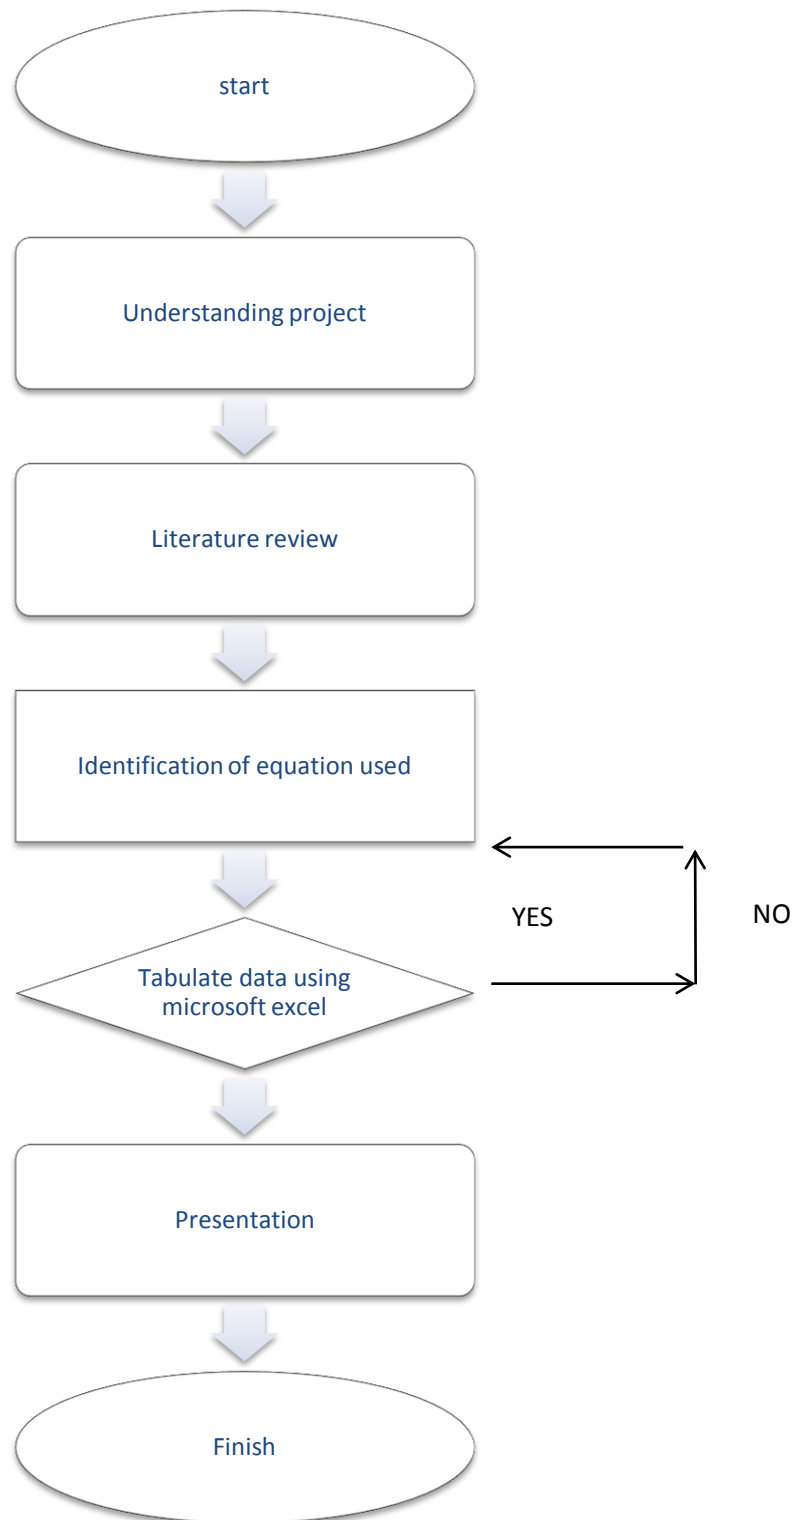 start
Understanding project
Literature review
Identification of equation used
YES
NO
Tabulate data using
microsoft excel
Presentation
Finish